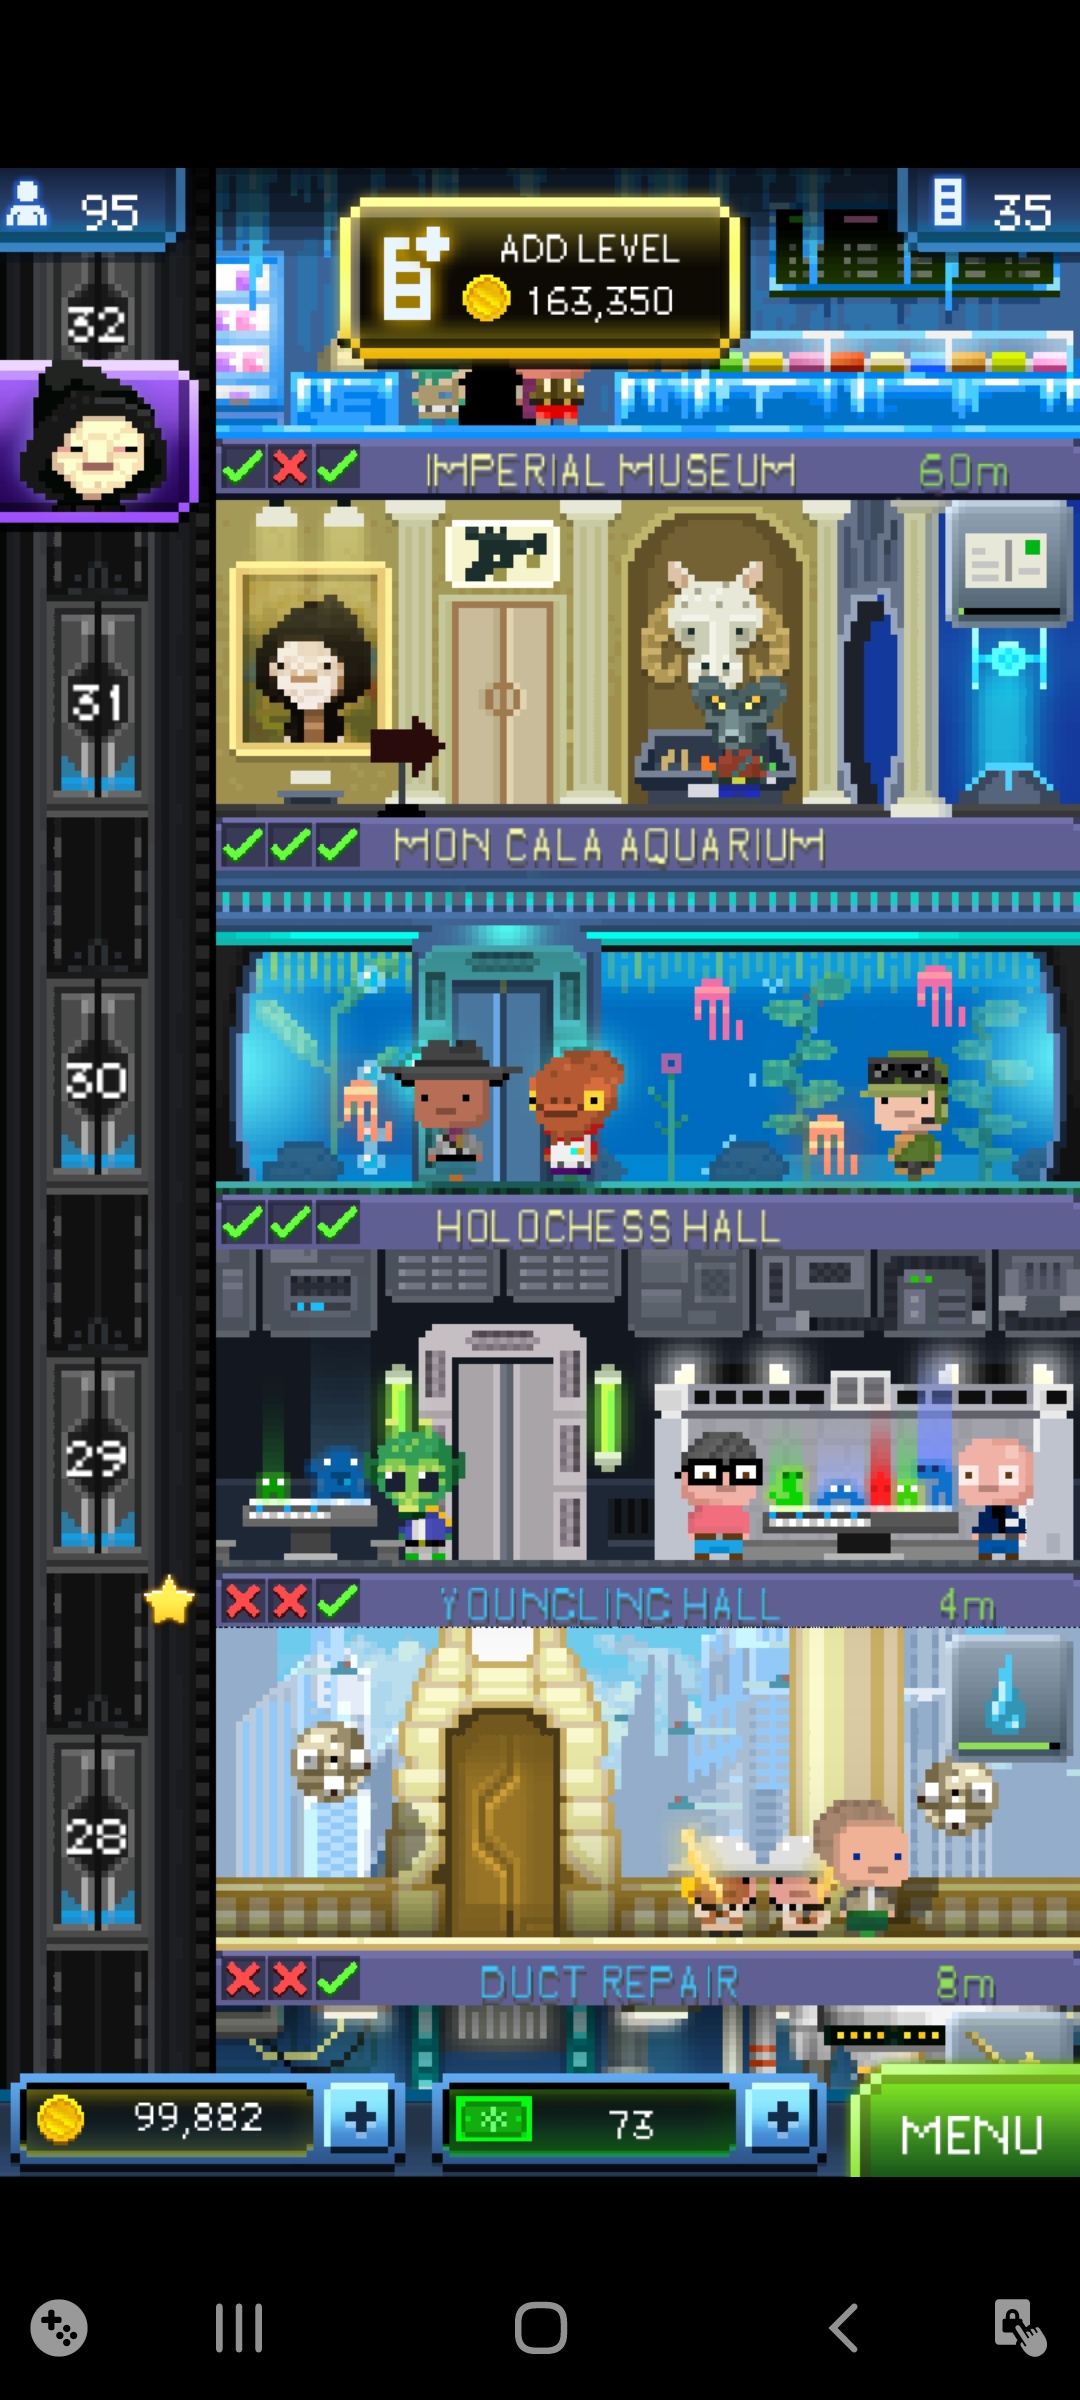 95
ADD LEVEL
163,350
35
32
IMPERIAL MUSEUM
60m
31
MON CALA AQUARIUM
30
HOLOCHESS HALL
29
YOUNGLING HALL
4m
28
DUCT REPAIR
8m
99,882
73
MENU